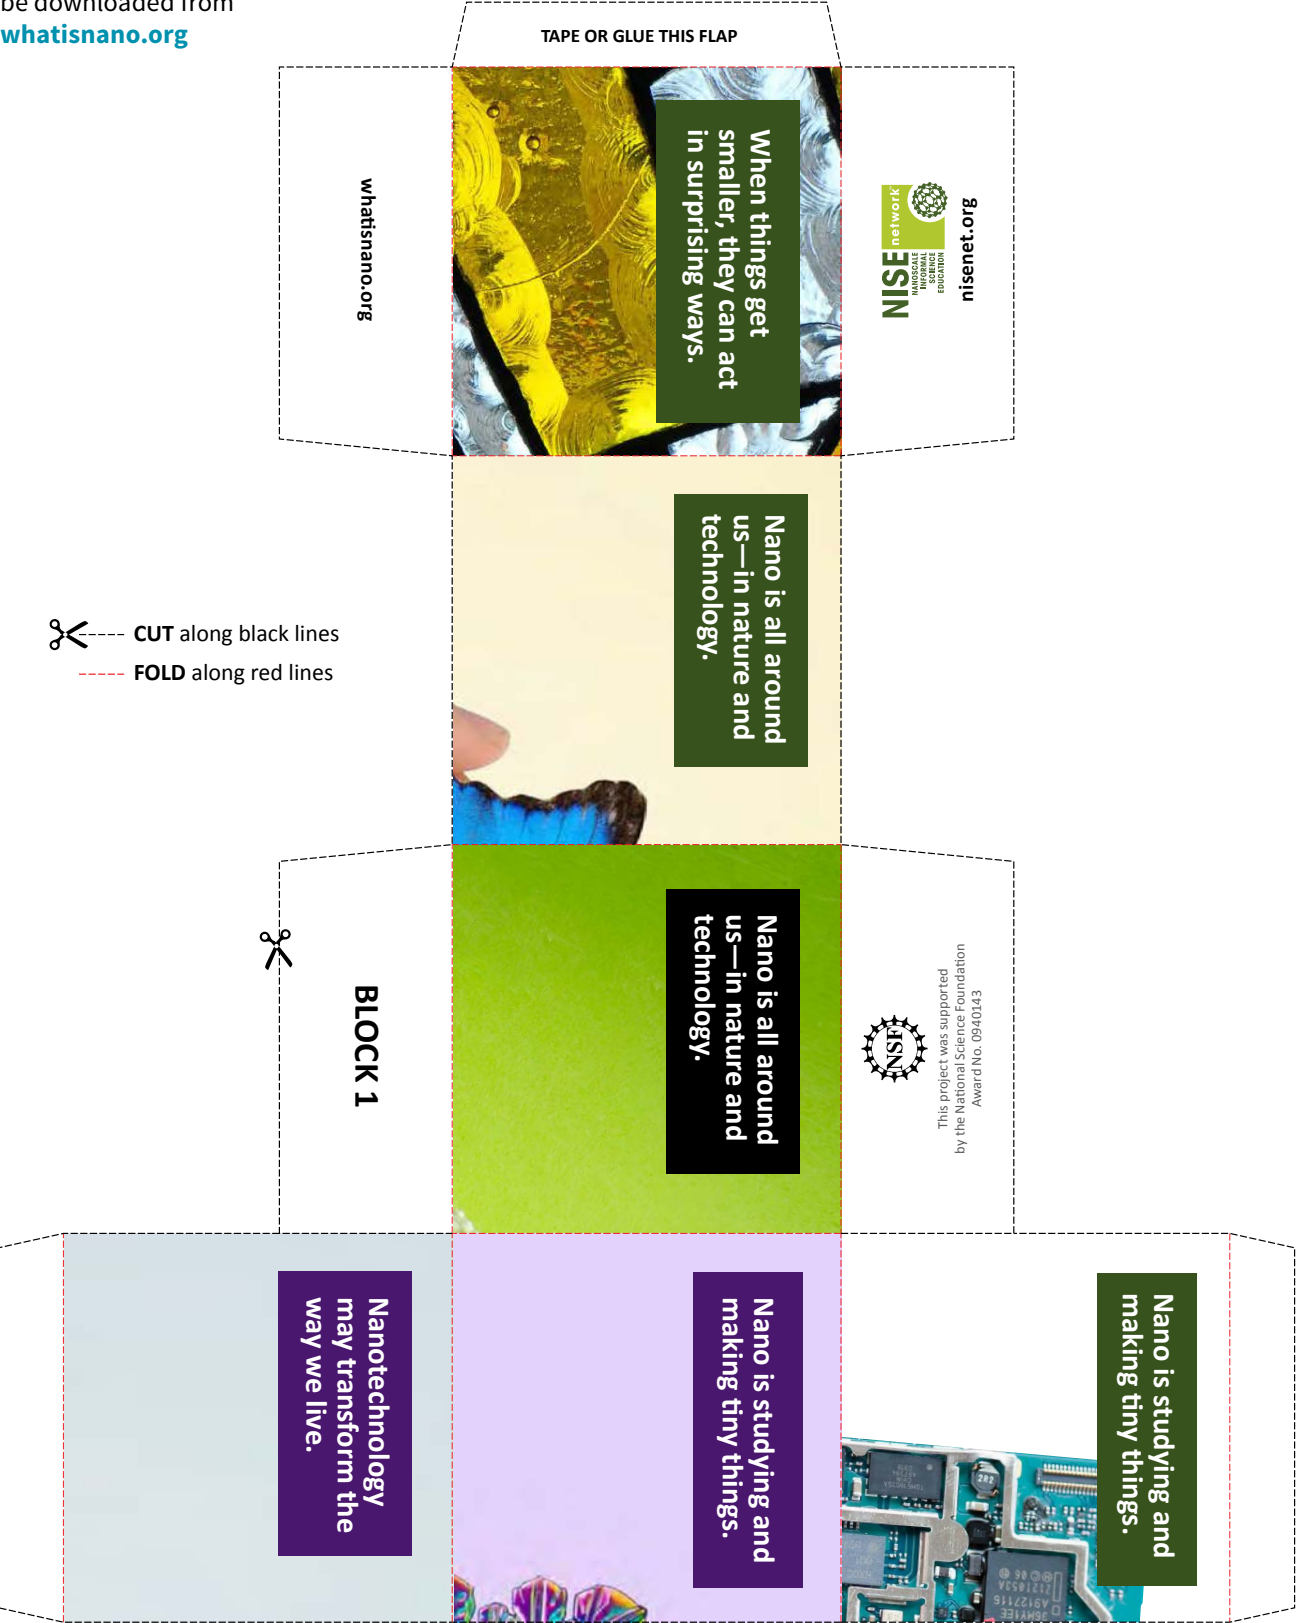 be downloaded from
whatisnano.org
TAPE OR GLUE THIS FLAP
whatisnano.org
When things get
smaller, they can act
in surprising ways.
NISE network
NANOSCALE
INFORMAL
SCIENCE
EDUCATION
nisenet.org
Nano is all around
us—in nature and
technology.
CUT along black lines
FOLD along red lines
BLOCK 1
Nano is all around
us—in nature and
technology.
NSF
This project was supported
by the National Science Foundation
Award No. 0940143
Nanotechnology
may transform the
way we live.
Nano is studying and
making tiny things.
Nano is studying and
making tiny things.
2R2